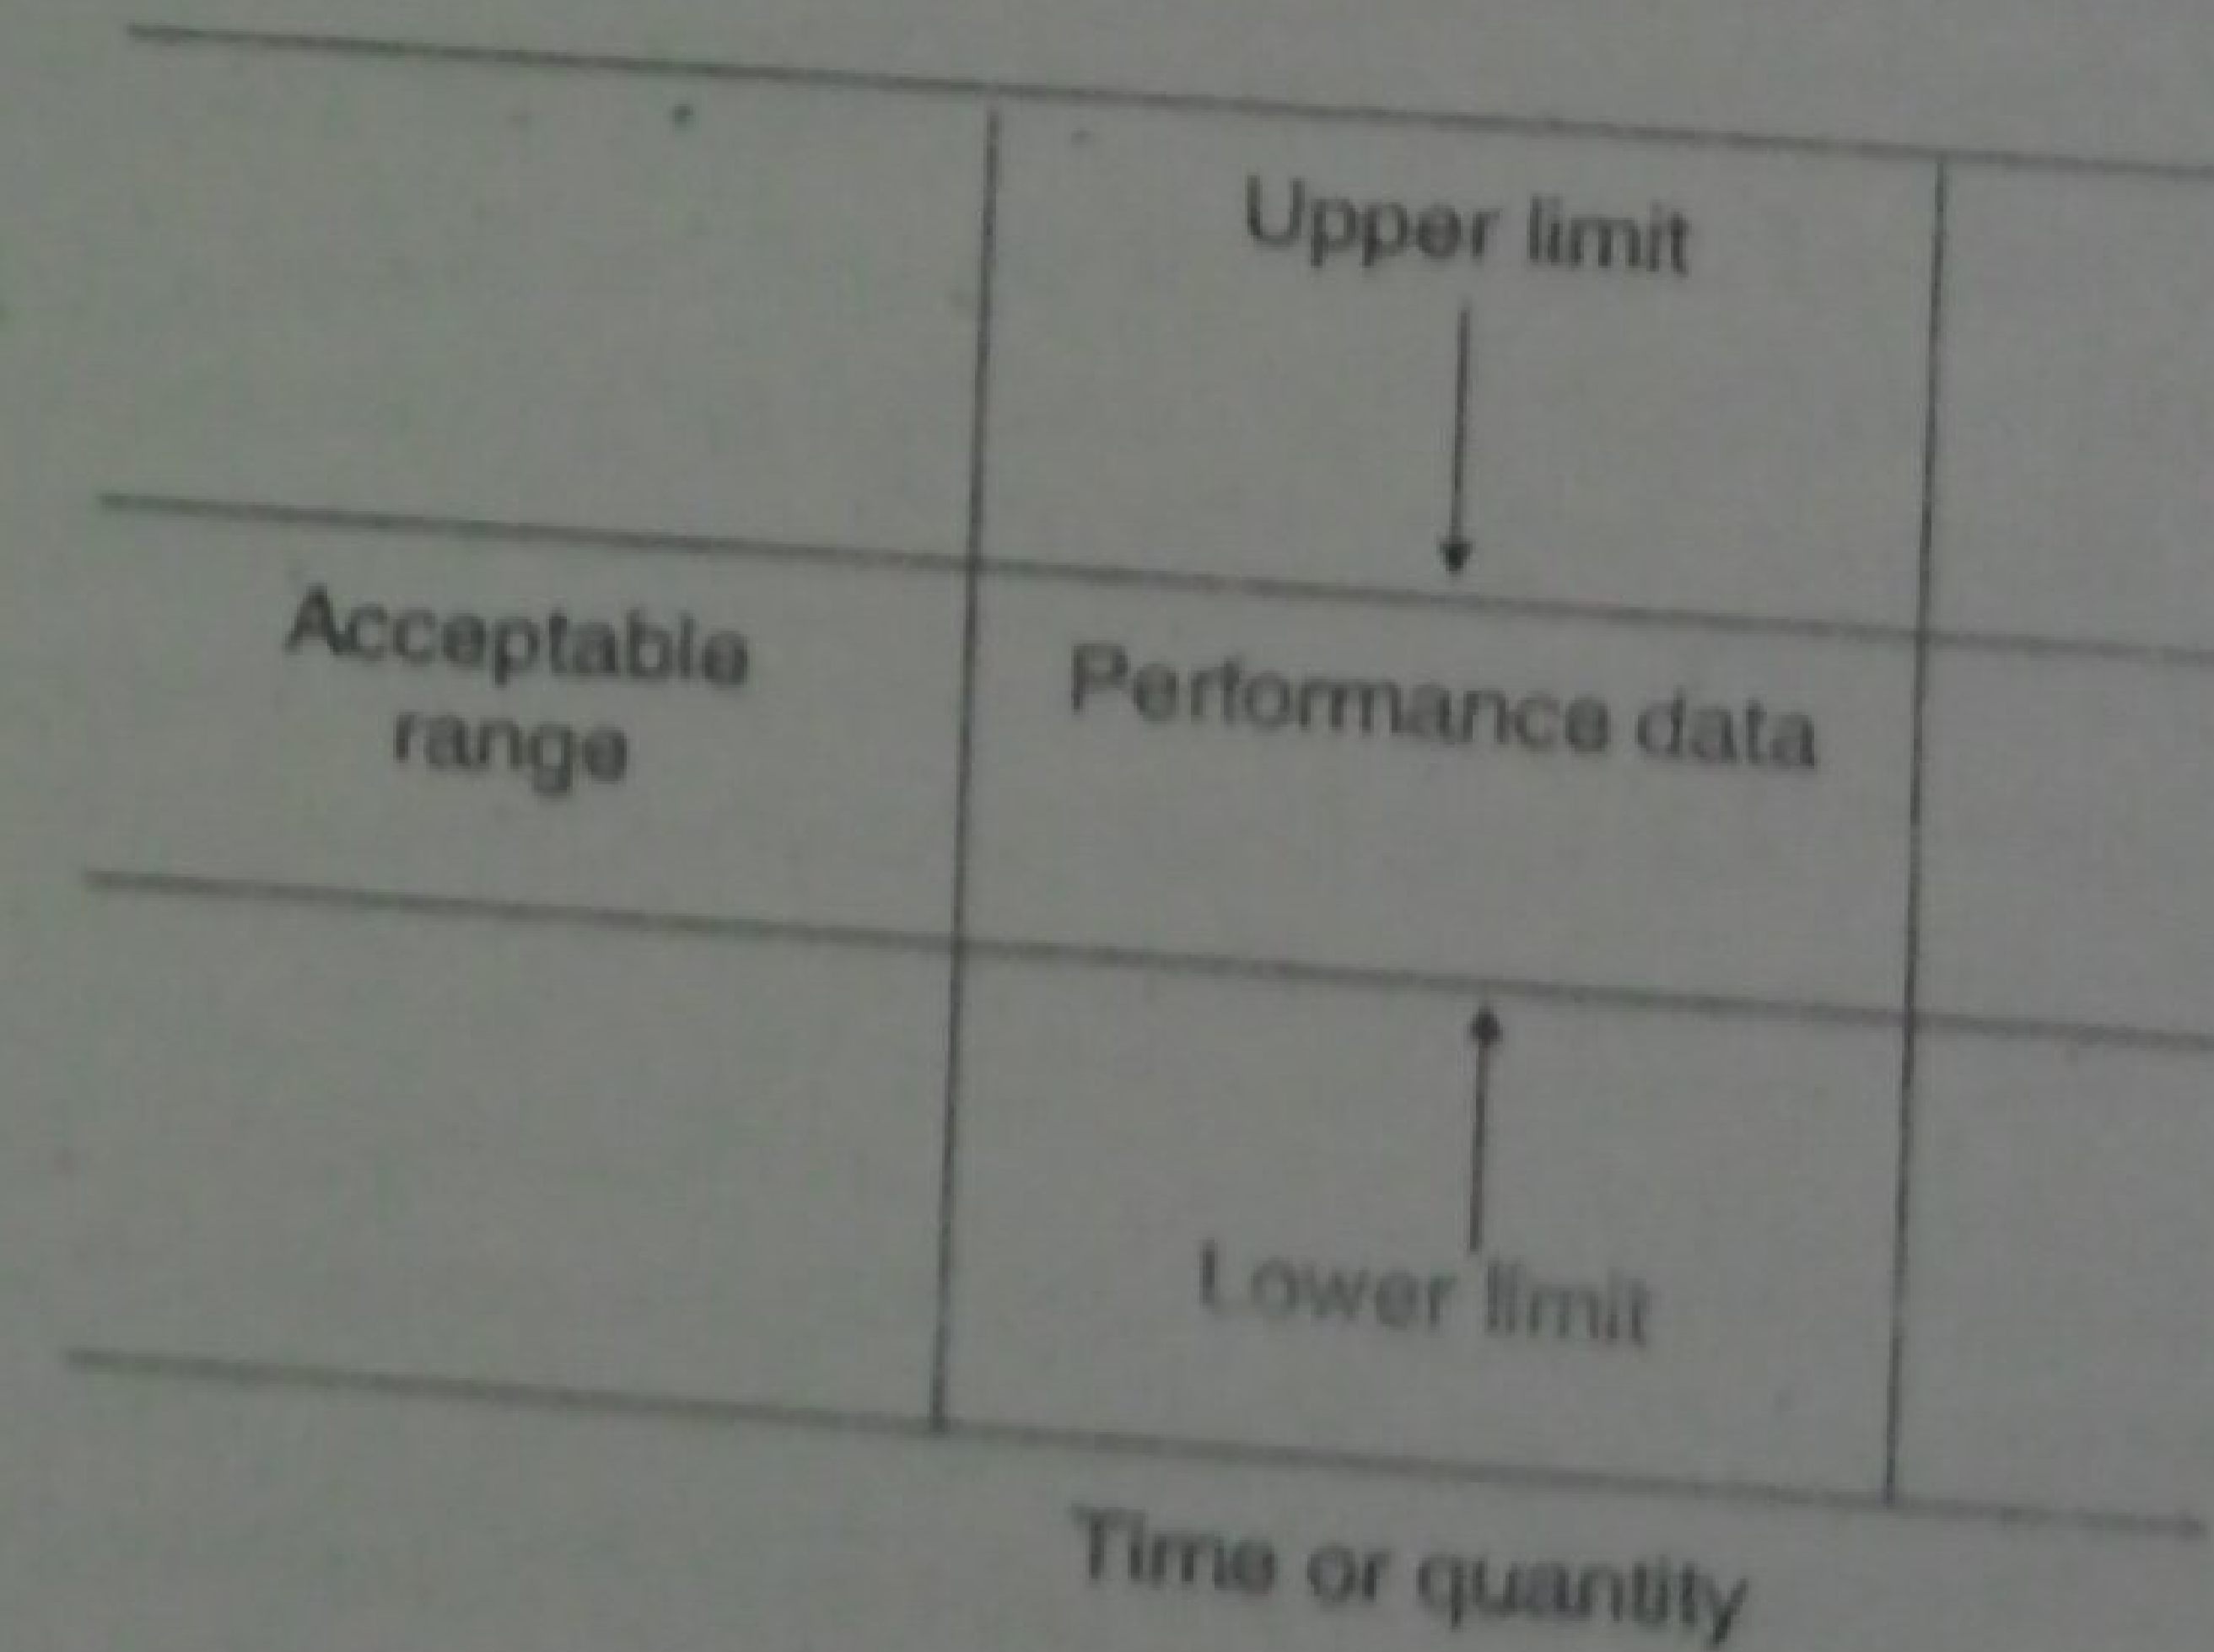 Upper limit
Acceptable
range
Performance data
Lower limit
Time or quantity